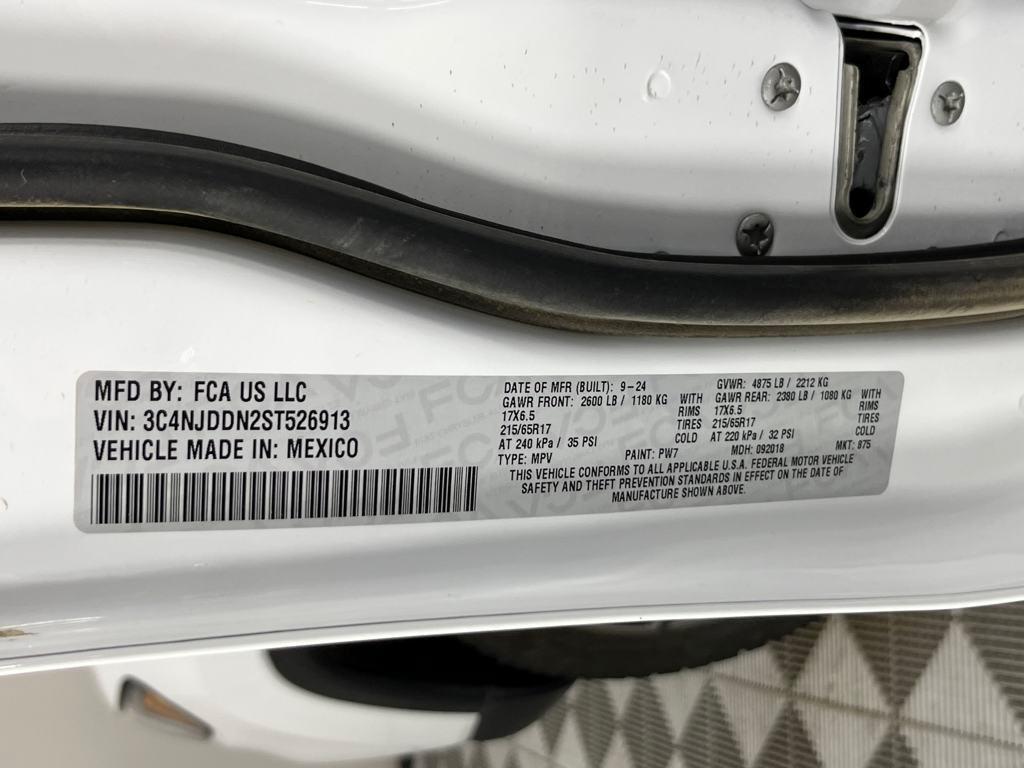 MFD BY: FCA US LLC
VIN: 3C4NJDDN2ST526913
VEHICLE MADE IN: MEXICO
DATE OF MFR (BUILT): 9-24
GVWR: 4875 LB / 2212 KG
GAWR FRONT: 2600 LB / 1180 KG WITH
17X6.5 RIMS
215/65R17 TIRES
AT 240 kPa / 35 PSI COLD
GAWR REAR: 2380 LB / 1080 KG WITH
17X6.5 RIMS
215/65R17 TIRES
AT 220 kPa / 32 PSI COLD
TYPE: MPV PAINT: PW7 MDH: 092018 MKT: 875
THIS VEHICLE CONFORMS TO ALL APPLICABLE U.S.A. FEDERAL MOTOR VEHICLE
SAFETY AND THEFT PREVENTION STANDARDS IN EFFECT ON THE DATE OF
MANUFACTURE SHOWN ABOVE.